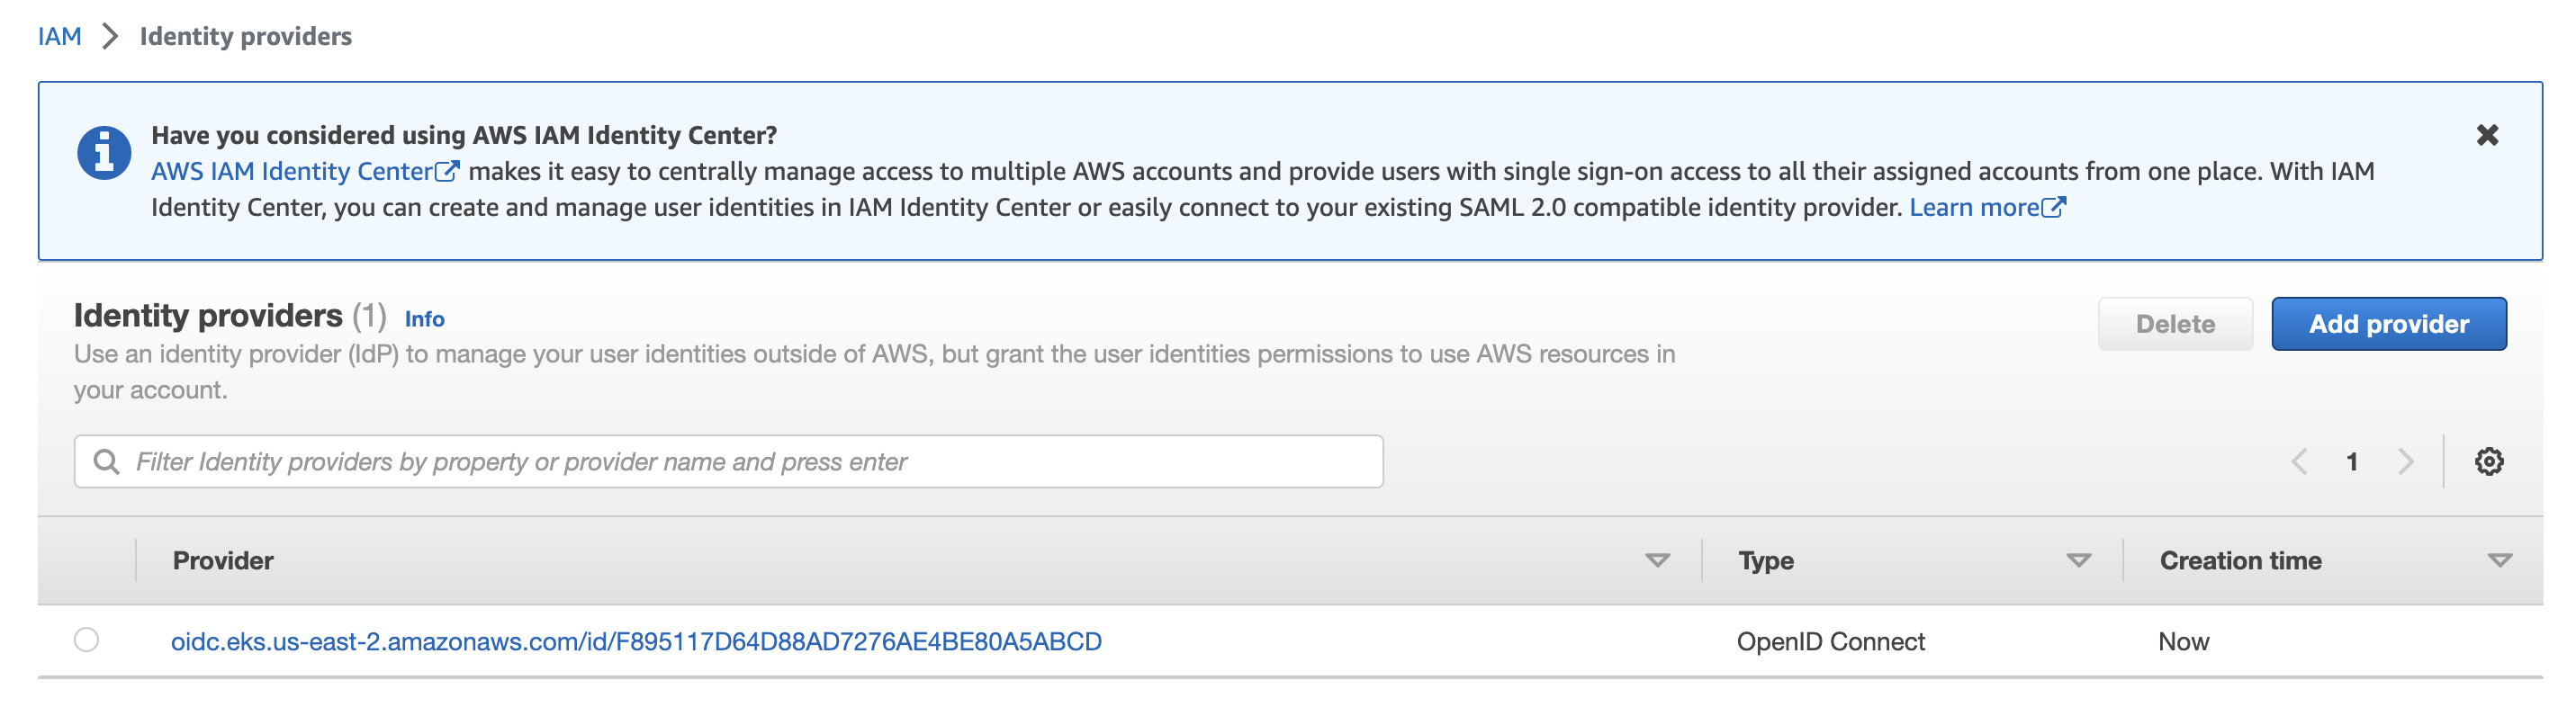 IAM > Identity providers
Have you considered using AWS IAM Identity Center?
AWS IAM Identity Center makes it easy to centrally manage access to multiple AWS accounts and provide users with single sign-on access to all their assigned accounts from one place. With IAM
Identity Center, you can create and manage user identities in IAM Identity Center or easily connect to your existing SAML 2.0 compatible identity provider. Learn more
Identity providers (1) Info
Delete
Add provider
Use an identity provider (IdP) to manage your user identities outside of AWS, but grant the user identities permissions to use AWS resources in
your account.
Filter Identity providers by property or provider name and press enter
1
Provider Type Creation time
oidc.eks.us-east-2.amazonaws.com/id/F895117D64D88AD7276AE4BE80A5ABCD OpenID Connect Now